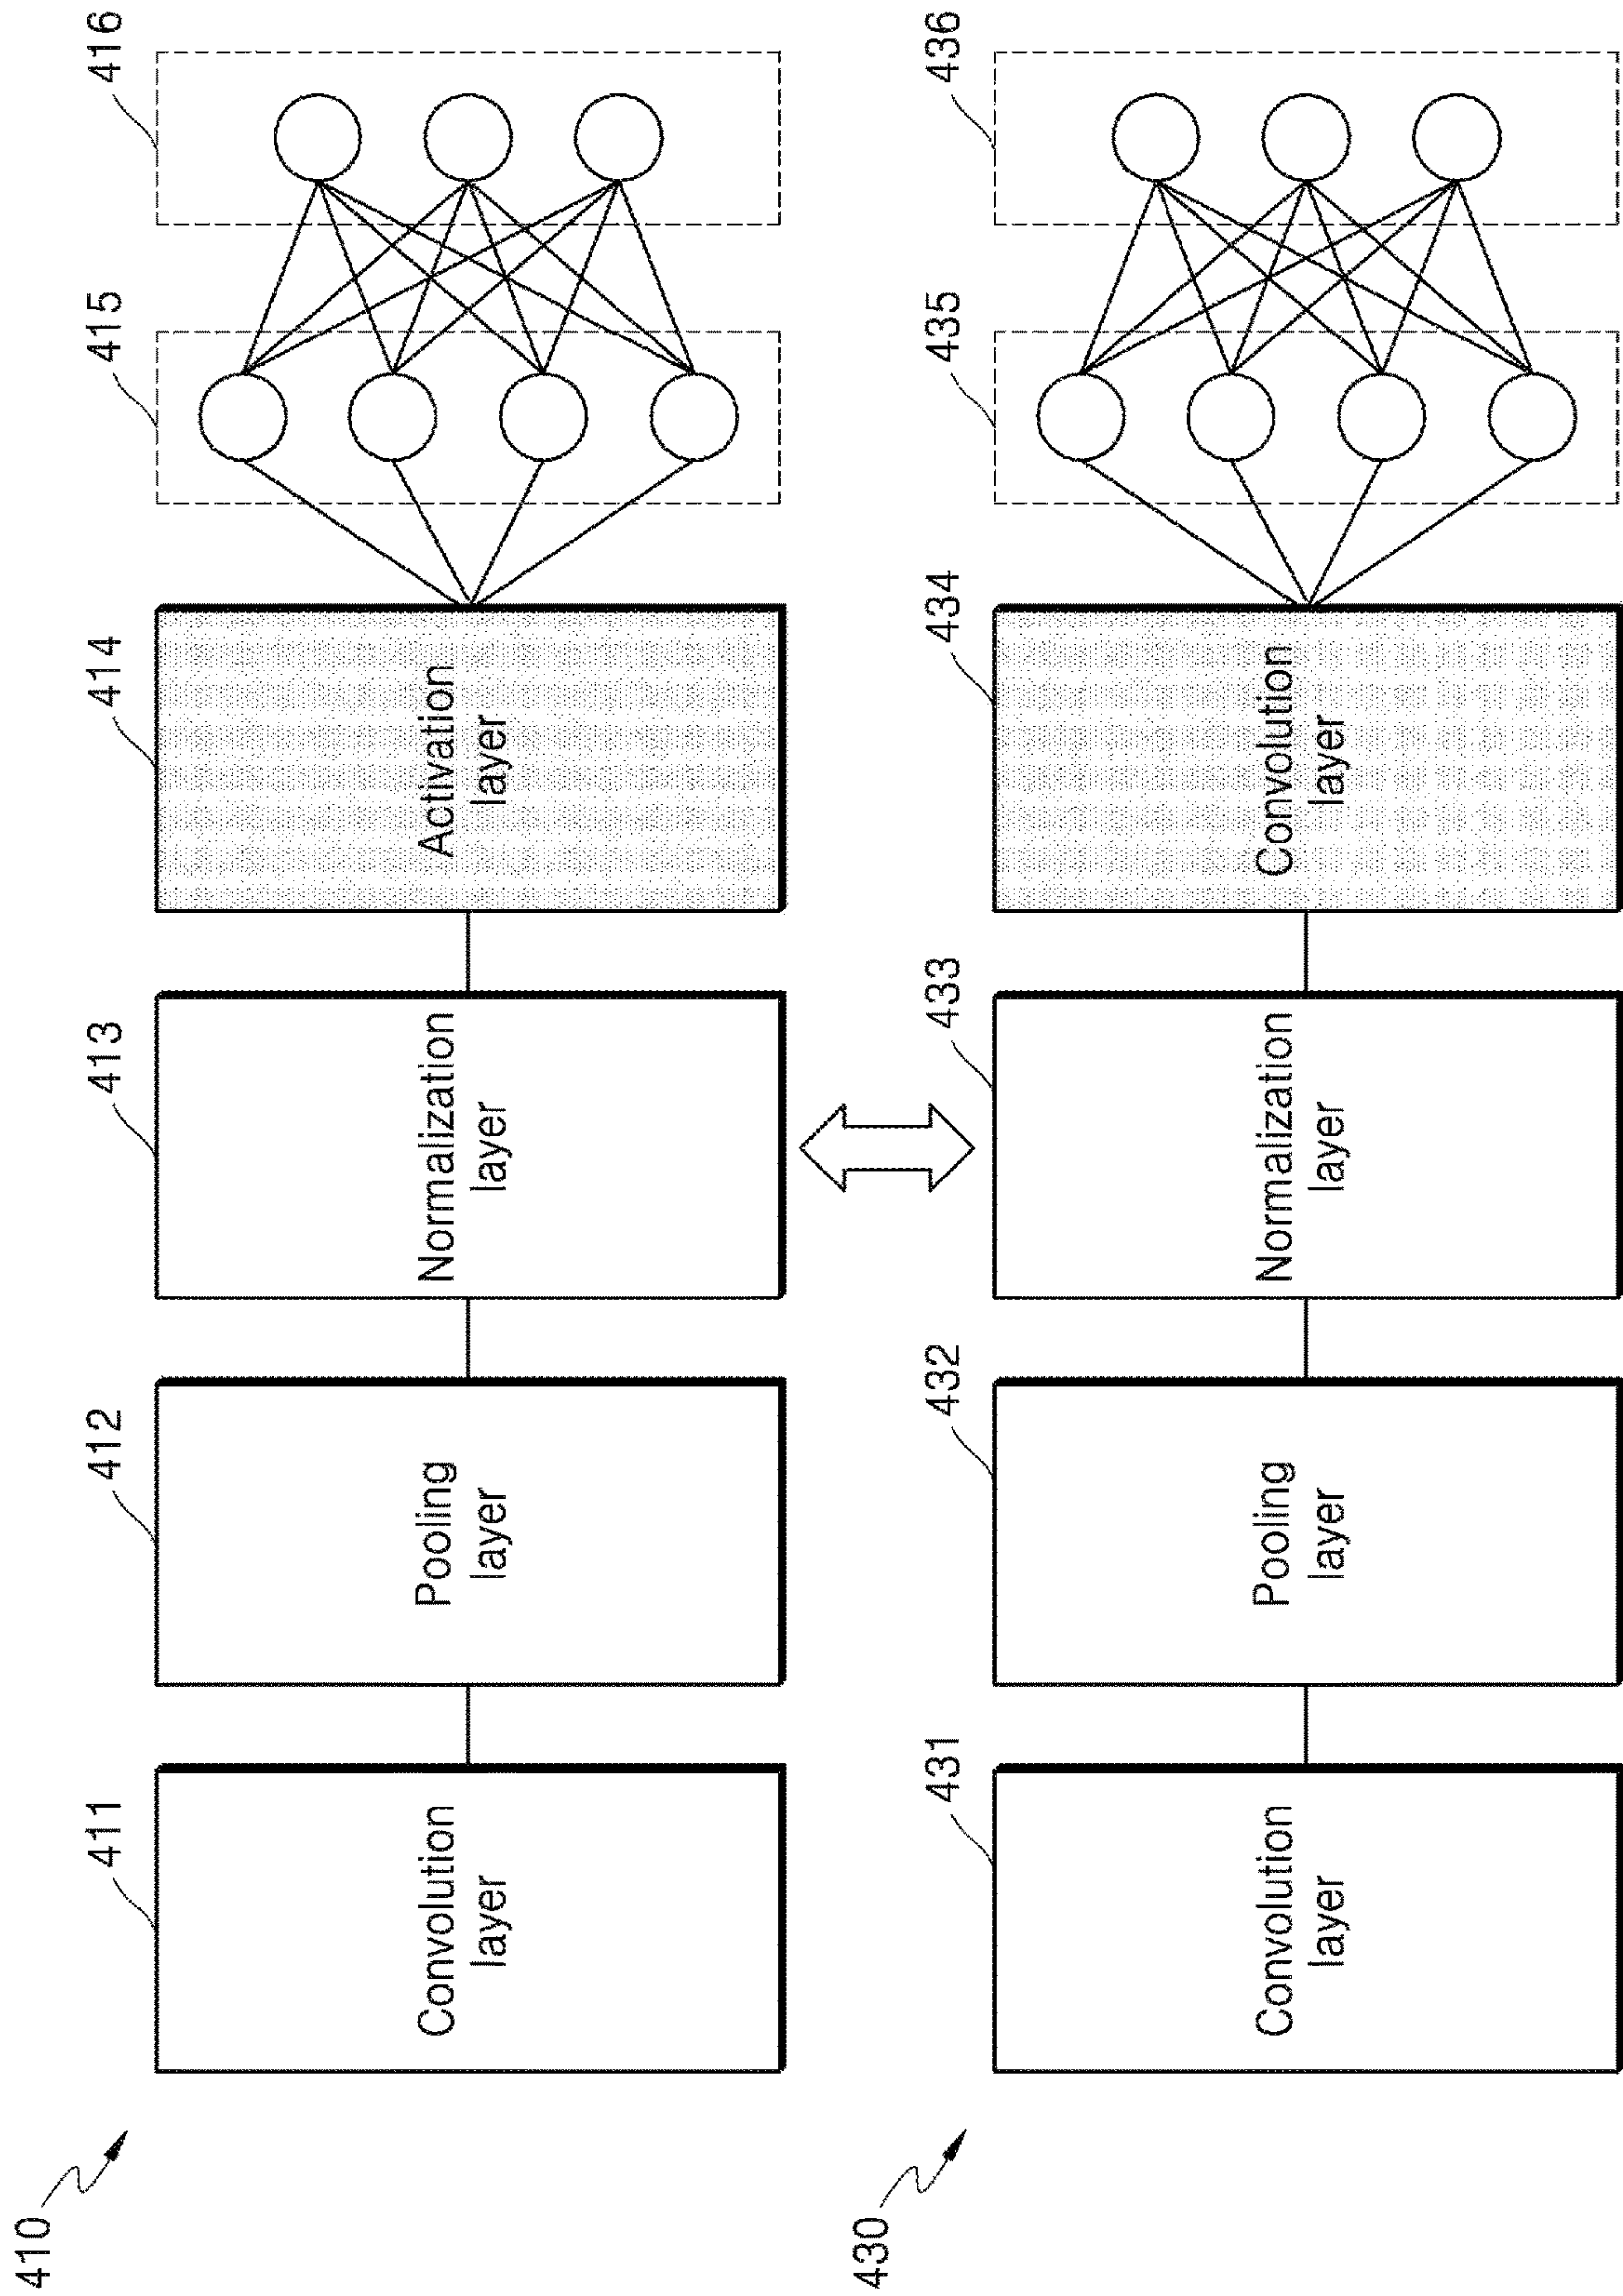 410
411
412
413
414
415
416
Convolution
layer
Pooling
layer
Normalization
layer
Activation
layer
430
431
432
433
434
435
436
Convolution
layer
Pooling
layer
Normalization
layer
Convolution
layer